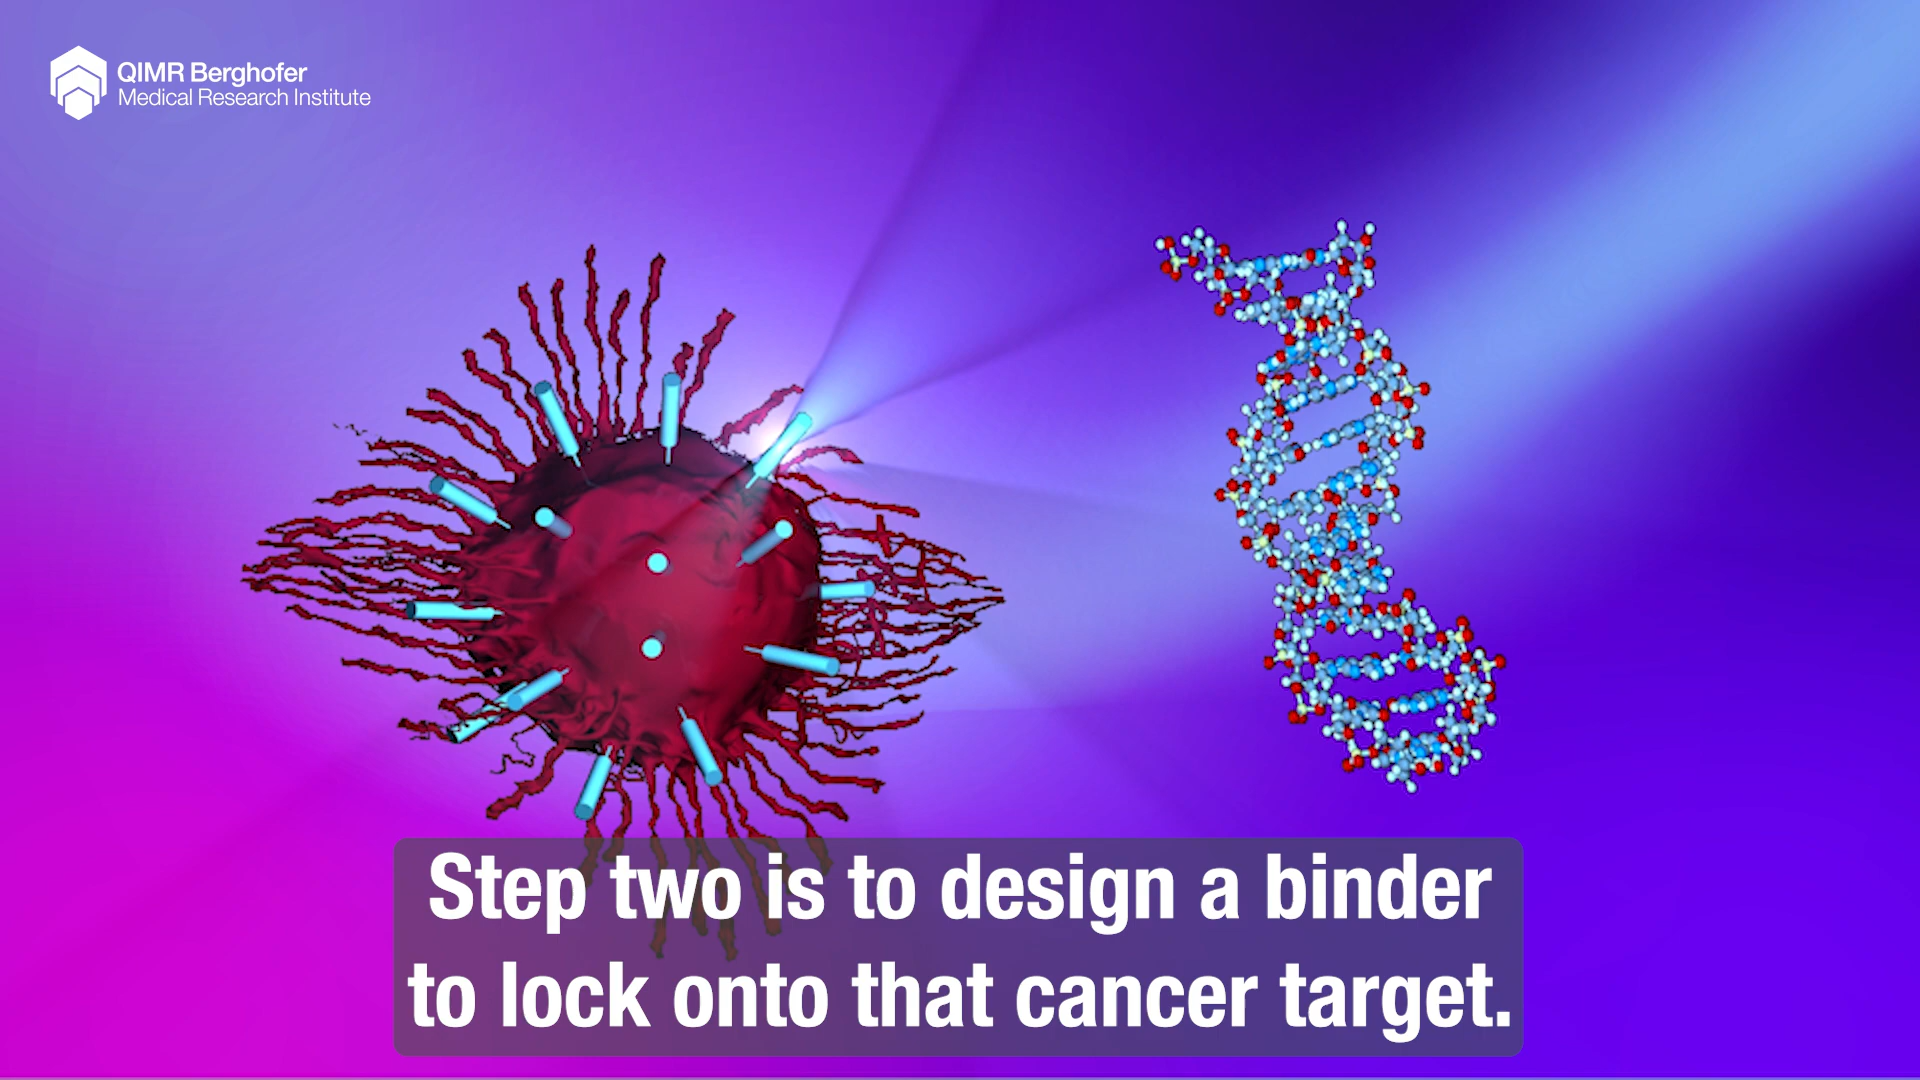 QIMR Berghofer
Medical Research Institute
Step two is to design a binder
to lock onto that cancer target.